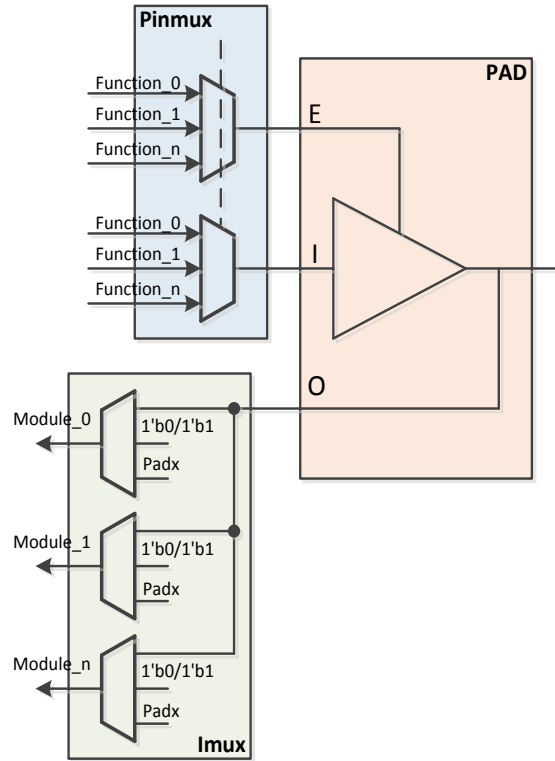 Pinmux
PAD
Function_0
Function_1
Function_n
E
Function_0
Function_1
Function_n
I
O
Module_0
1'b0/1'b1
Padx
Module_1
1'b0/1'b1
Padx
Module_n
1'b0/1'b1
Padx
Imux